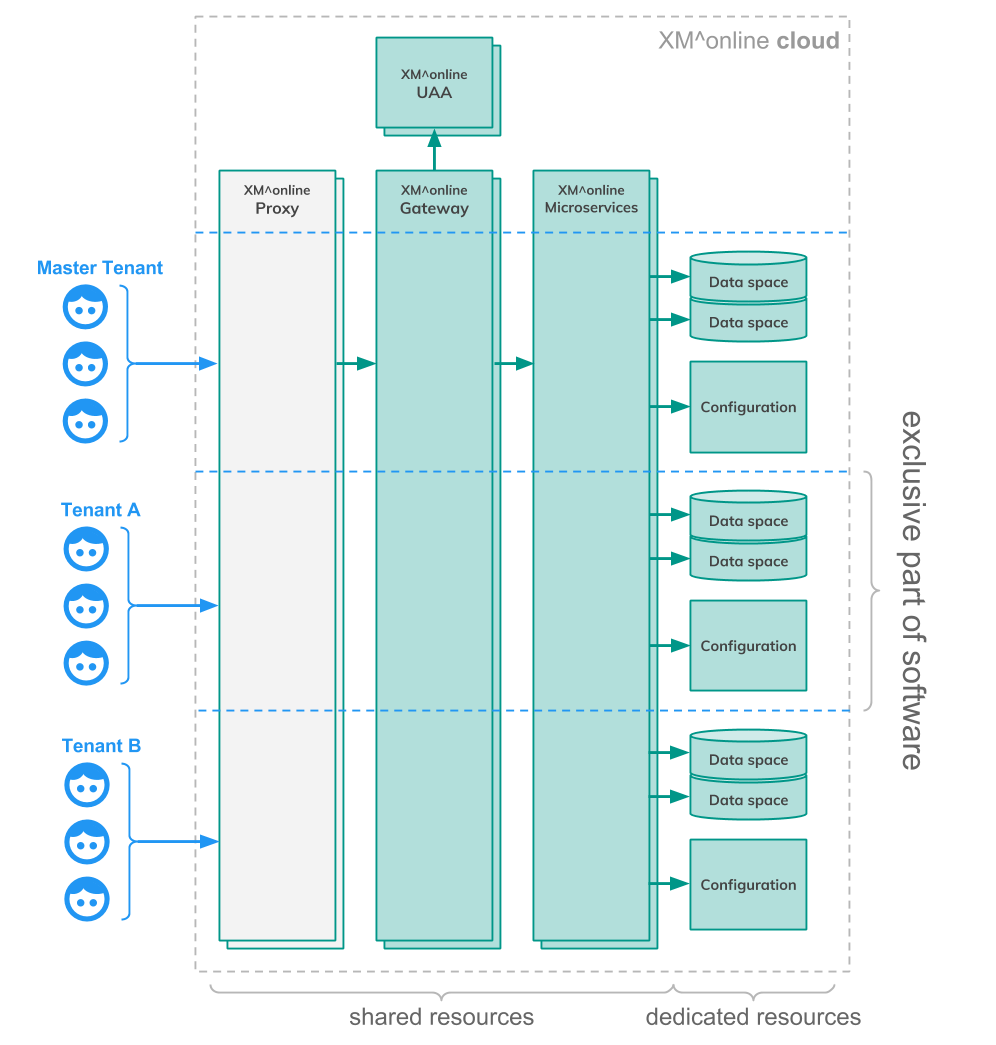 XM^online cloud
XM^online
UAA
XM^online
Proxy
XM^online
Gateway
XM^online
Microservices
Master Tenant
Data space
Data space
Configuration
Tenant A
Data space
Data space
Configuration
exclusive part of software
Tenant B
Data space
Data space
Configuration
shared resources
dedicated resources